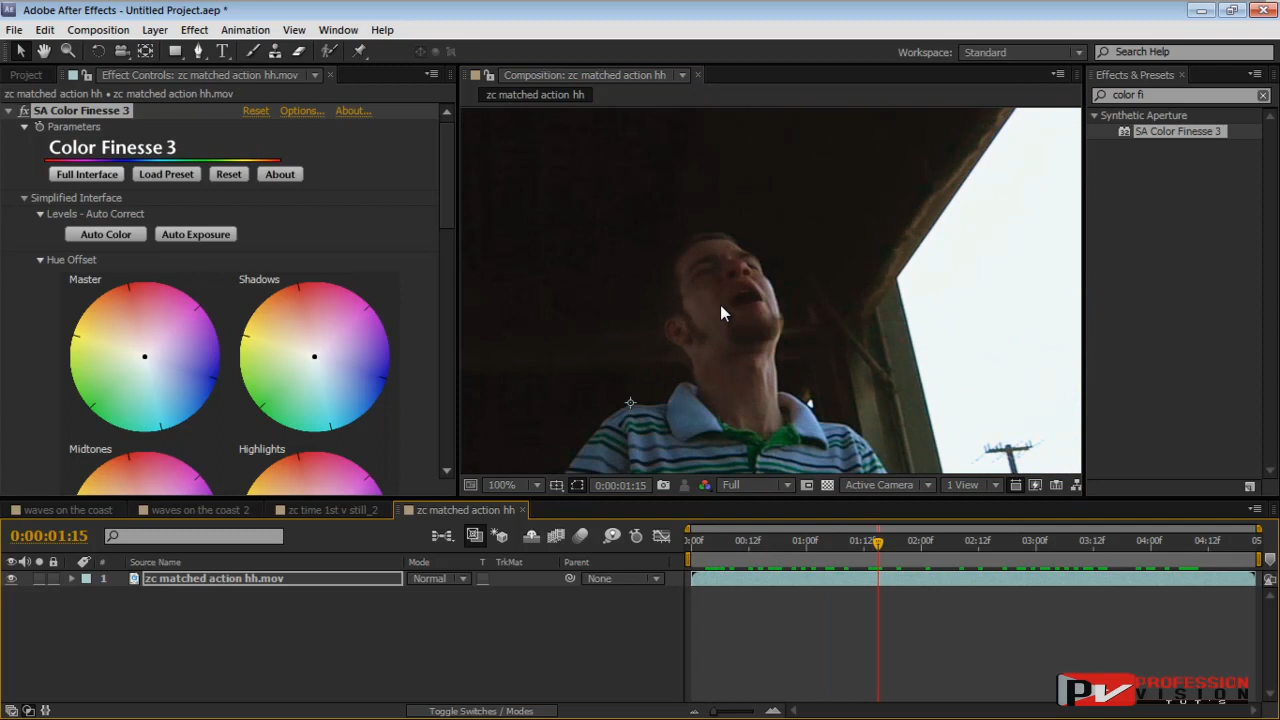 Adobe After Effects - Untitled Project.aep *
File Edit Composition Layer Effect Animation View Window Help
Workspace: Standard Search Help
Project Effect Controls: zc matched action hh.mov Composition: zc matched action hh Effects & Presets
zc matched action hh • zc matched action hh.mov
zc matched action hh
color fi
SA Color Finesse 3 Reset Options... About...
Synthetic Aperture
Parameters
SA Color Finesse 3
Color Finesse 3
Full Interface Load Preset Reset About
Simplified Interface
Levels - Auto Correct
Auto Color Auto Exposure
Hue Offset
Master Shadows
Midtones Highlights
100% 0:00:01:15 Full Active Camera 1 View
waves on the coast waves on the coast 2 zc time 1st v still_2 zc matched action hh
0:00:01:15
:00f 01:00f 01:12f 02:00f 02:12f 03:00f 03:12f 04:00f 04:12f 05
# Source Name Mode T TrkMat Parent
1 zc matched action hh.mov Normal None
Toggle Switches / Modes
PV PROFESSION
VISION
TUT'S